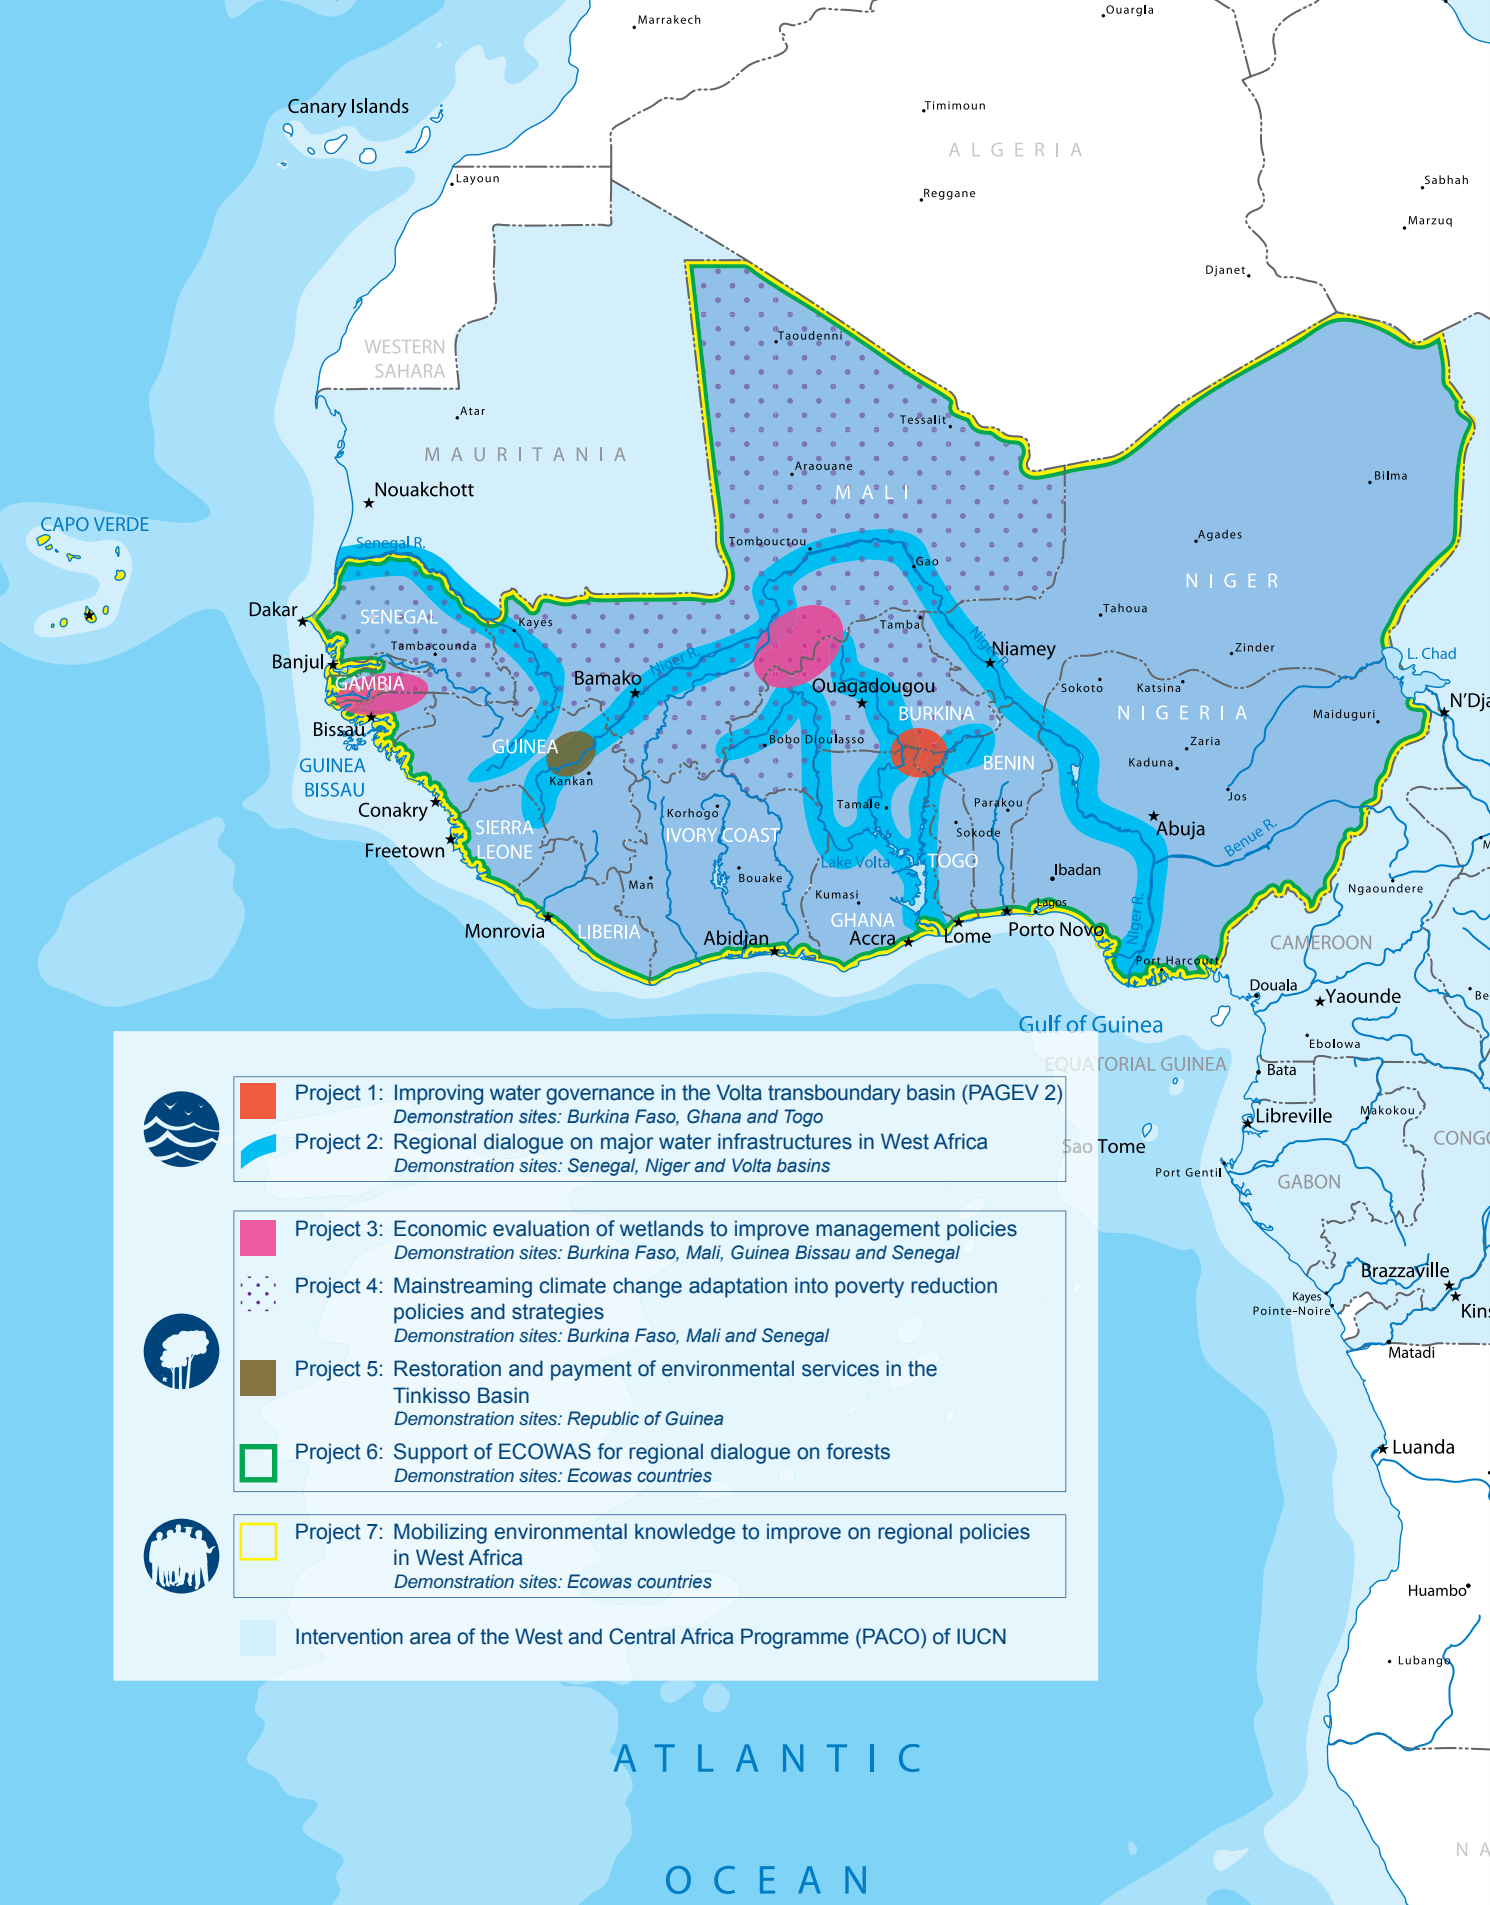 Marrakech
Ouargla
Canary Islands
Timimoun
ALGERIA
Layoun
Reggane
Sabhah
Marzuq
Djanet
WESTERN
SAHARA
Taoudenni
Atar
Tessalit
MAURITANIA
Araouane
MALI
Bilma
Nouakchott
CAPO VERDE
Senegal R.
Tombouctou
Agades
Gao
NIGER
Dakar
SENEGAL
Kayes
Tamba
Tahoua
Niger R.
Tambacounda
Niamey
Zinder
L. Chad
Banjul
Niger R.
GAMBIA
Bamako
Ouagadougou
Sokoto
Katsina
N'Dja
BURKINA
NIGERIA
Maiduguri
Bissau
GUINEA
Bobo Dioulasso
Zaria
GUINEA
BISSAU
Kankan
BENIN
Kaduna
Jos
Conakry
Korhogo
Tamale
Parakou
SIERRA
LEONE
IVORY COAST
Sokode
Abuja
Benue R.
Freetown
Lake Volta
TOGO
Man
Bouake
Ibadan
Ngaoundere
Kumasi
Lagos
GHANA
Niger R.
Monrovia
LIBERIA
Abidjan
Accra
Lome
Porto Novo
CAMEROON
Port Harcourt
Douala
Yaounde
Be
Gulf of Guinea
Ebolowa
EQUATORIAL GUINEA
Bata
Libreville
Makokou
CONGO
Sao Tome
Port Gentil
GABON
Brazzaville
Kayes
Pointe-Noire
Kins
Matadi
Luanda
Huambo
Lubango
Project 1: Improving water governance in the Volta transboundary basin (PAGEV 2)
Demonstration sites: Burkina Faso, Ghana and Togo
Project 2: Regional dialogue on major water infrastructures in West Africa
Demonstration sites: Senegal, Niger and Volta basins
Project 3: Economic evaluation of wetlands to improve management policies
Demonstration sites: Burkina Faso, Mali, Guinea Bissau and Senegal
Project 4: Mainstreaming climate change adaptation into poverty reduction
policies and strategies
Demonstration sites: Burkina Faso, Mali and Senegal
Project 5: Restoration and payment of environmental services in the
Tinkisso Basin
Demonstration sites: Republic of Guinea
Project 6: Support of ECOWAS for regional dialogue on forests
Demonstration sites: Ecowas countries
Project 7: Mobilizing environmental knowledge to improve on regional policies
in West Africa
Demonstration sites: Ecowas countries
Intervention area of the West and Central Africa Programme (PACO) of IUCN
ATLANTIC
OCEAN
NA